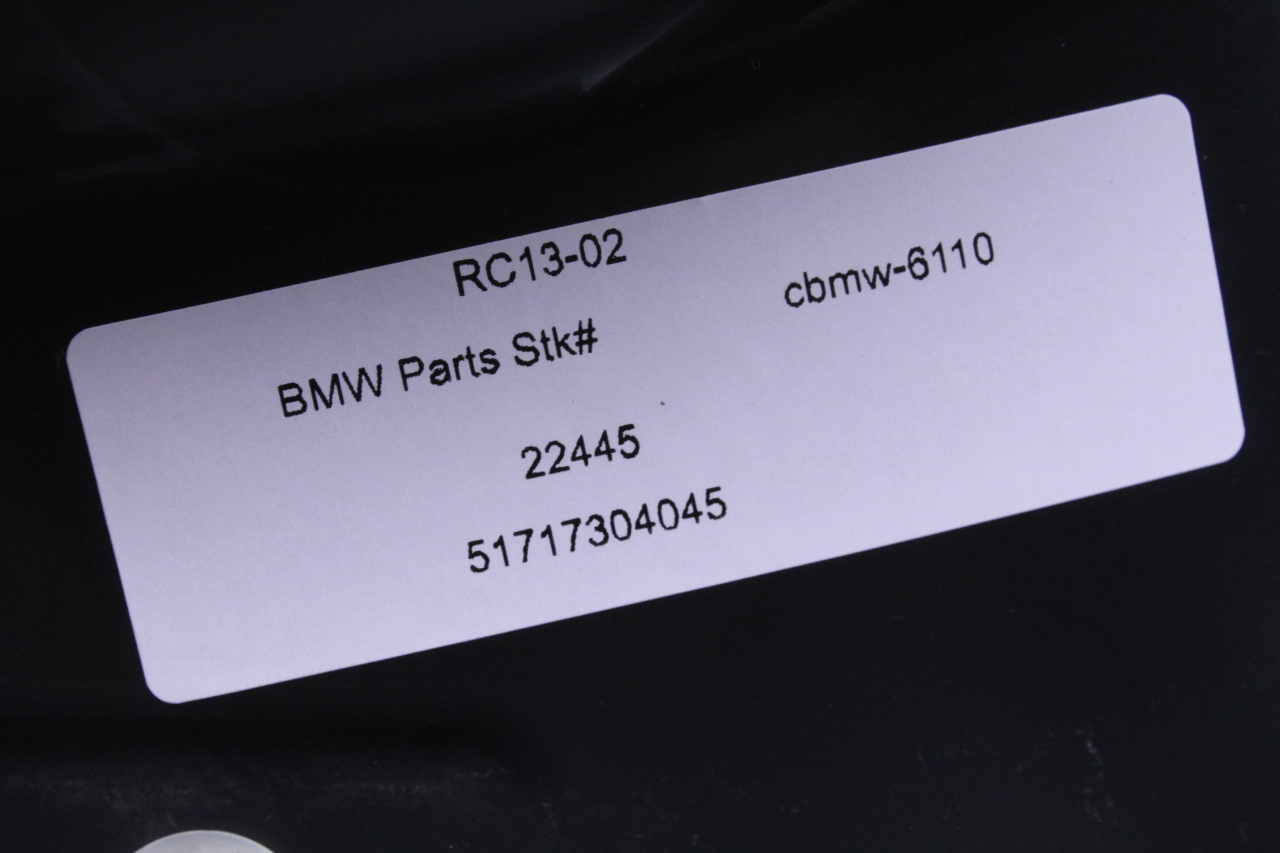 RC13-02
BMW Parts Stk#
cbmw-6110
22445
51717304045